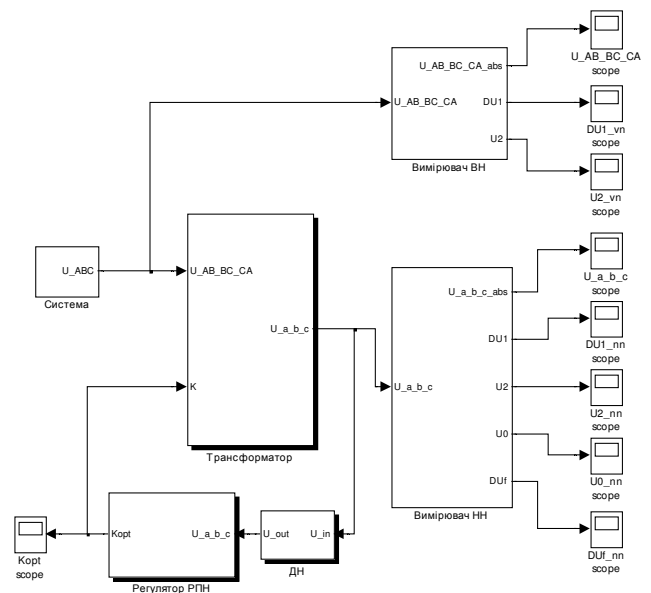 U_AB_BC_CA_abs
U_AB_BC_CA
DU1
U2
Вимірювач ВН
U_AB_BC_CA
scope
DU1_vn
scope
U2_vn
scope
U_ABC
Система
U_AB_BC_CA
U_a_b_c
K
Трансформатор
U_a_b_c_abs
DU1
U_a_b_c
U2
U0
DUf
Вимірювач НН
U_a_b_c
scope
DU1_nn
scope
U2_nn
scope
U0_nn
scope
DUf_nn
scope
Kopt
scope
Kopt
U_a_b_c
Регулятор РПН
U_out
U_in
ДН